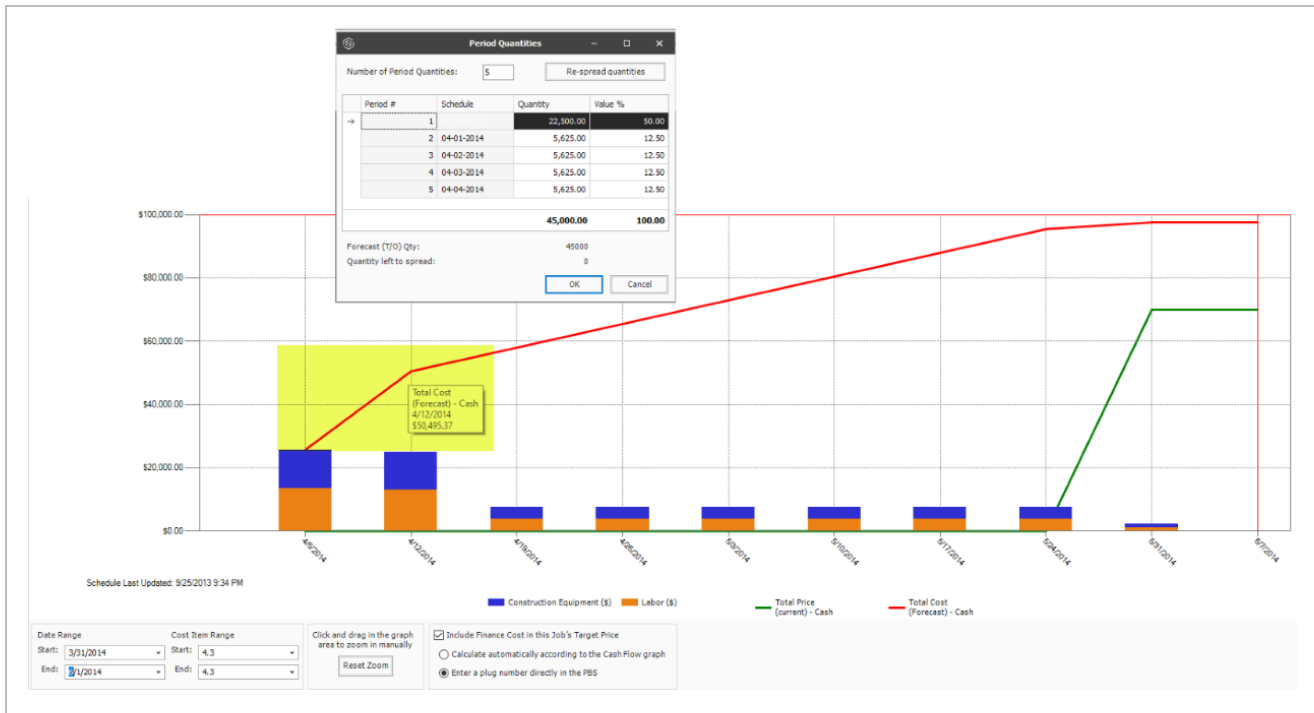 Period Quantities
Number of Period Quantities: 5 Re-spread quantities
Period # Schedule Quantity Value %
1 22,500.00 50.00
2 04-01-2014 5,625.00 12.50
3 04-02-2014 5,625.00 12.50
4 04-03-2014 5,625.00 12.50
5 04-04-2014 5,625.00 12.50
45,000.00 100.00
Forecast (T/O) Qty: 45000
Quantity left to spread: 0
OK Cancel
$100,000.00
$80,000.00
$60,000.00
$40,000.00
$20,000.00
$0.00
Total Cost
(Forecast) - Cash
4/12/2014
$50,495.37
4/5/2014 4/12/2014 4/19/2014 4/26/2014 5/3/2014 5/10/2014 5/17/2014 5/24/2014 5/31/2014 6/7/2014
Schedule Last Updated: 9/25/2013 9:34 PM
Construction Equipment ($) Labor ($) Total Price (current) - Cash Total Cost (Forecast) - Cash
Date Range Cost Item Range
Start: 3/31/2014 Start: 4.3
End: /1/2014 End: 4.3
Click and drag in the graph
area to zoom in manually
Reset Zoom
Include Finance Cost in this Job's Target Price
Calculate automatically according to the Cash Flow graph
Enter a plug number directly in the PBS